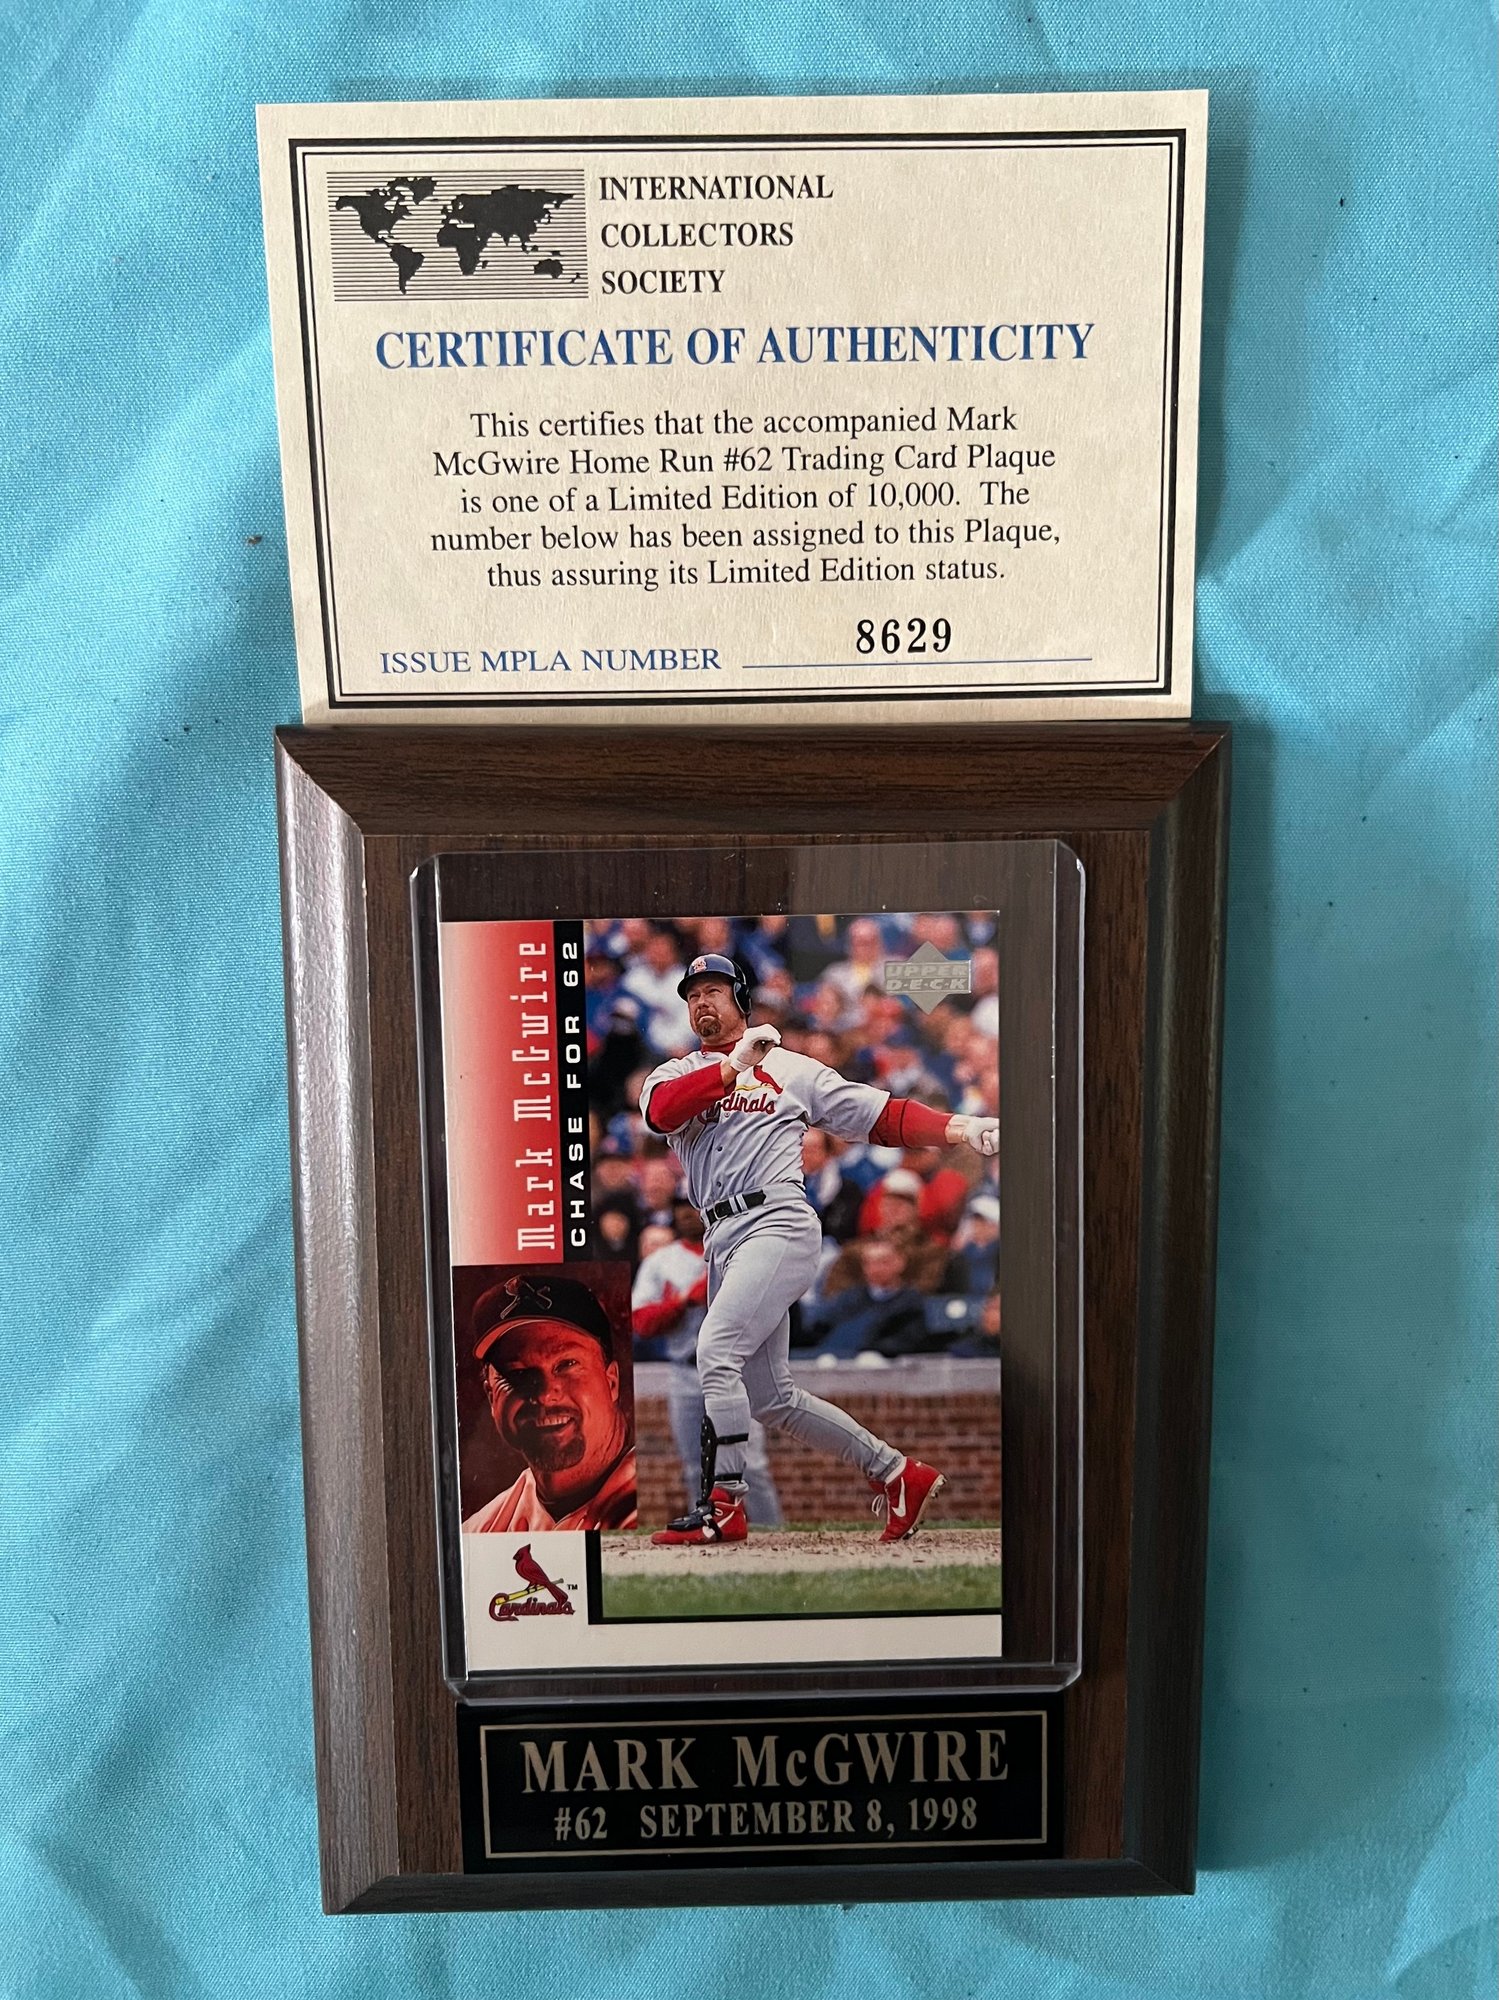 INTERNATIONAL
COLLECTORS
SOCIETY
CERTIFICATE OF AUTHENTICITY
This certifies that the accompanied Mark
McGwire Home Run #62 Trading Card Plaque
is one of a Limited Edition of 10,000. The
number below has been assigned to this Plaque,
thus assuring its Limited Edition status.
ISSUE MPLA NUMBER 8629
Mark McGwire
CHASE FOR 62
UPPER
D·E·C·K
Cardinals
Cardinals™
MARK McGWIRE
#62 SEPTEMBER 8, 1998